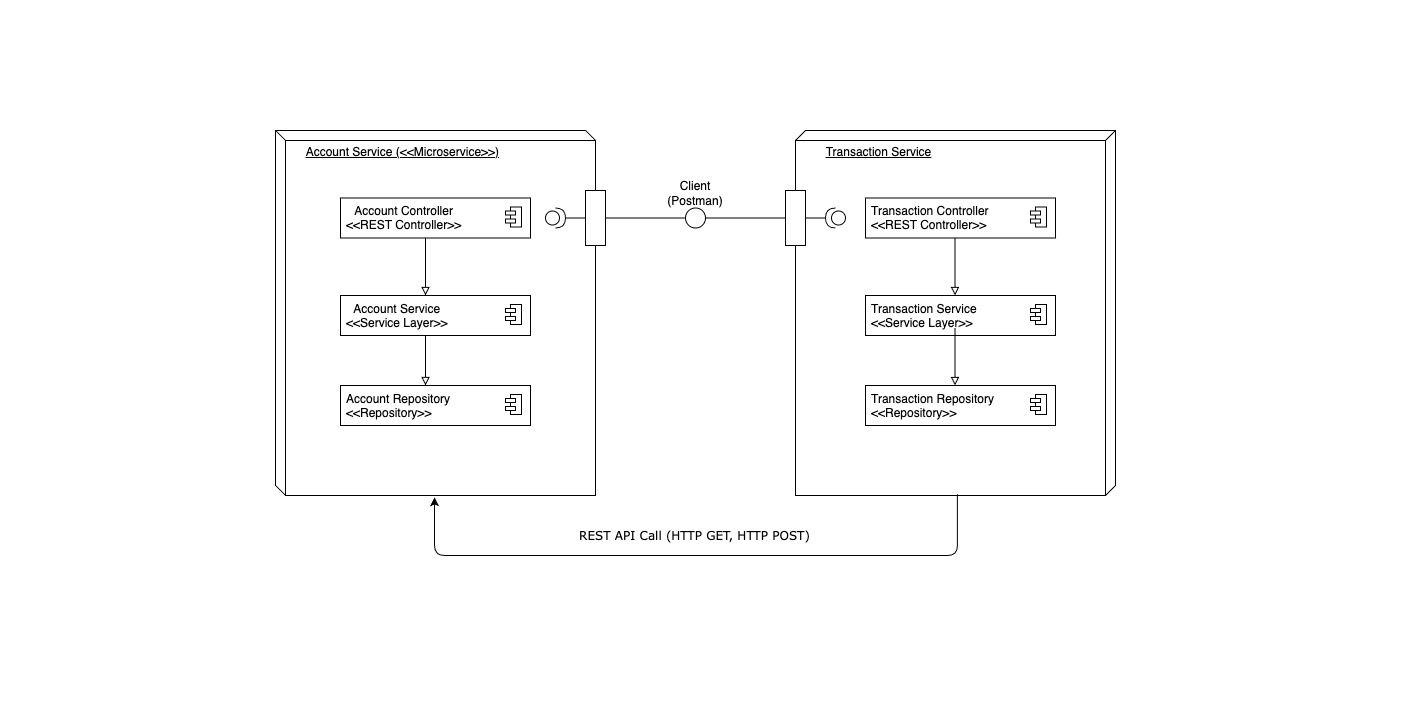 Account Service (<<Microservice>>)
Account Controller
<<REST Controller>>
Account Service
<<Service Layer>>
Account Repository
<<Repository>>
Client
(Postman)
Transaction Service
Transaction Controller
<<REST Controller>>
Transaction Service
<<Service Layer>>
Transaction Repository
<<Repository>>
REST API Call (HTTP GET, HTTP POST)